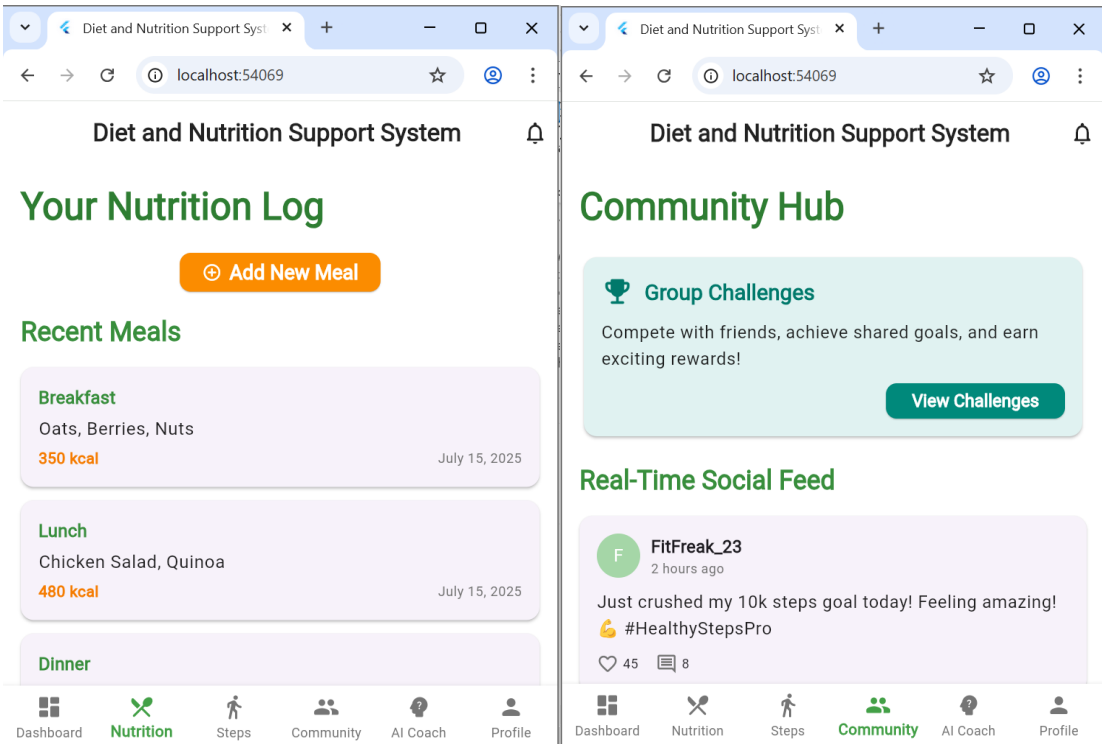 Diet and Nutrition Support Syst
localhost:54069
Diet and Nutrition Support System
Your Nutrition Log
Add New Meal
Recent Meals
Breakfast
Oats, Berries, Nuts
350 kcal
July 15, 2025
Lunch
Chicken Salad, Quinoa
480 kcal
July 15, 2025
Dinner
Dashboard
Nutrition
Steps
Community
AI Coach
Profile
Diet and Nutrition Support Syst
localhost:54069
Diet and Nutrition Support System
Community Hub
Group Challenges
Compete with friends, achieve shared goals, and earn
exciting rewards!
View Challenges
Real-Time Social Feed
F
FitFreak_23
2 hours ago
Just crushed my 10k steps goal today! Feeling amazing!
💪 #HealthyStepsPro
45
8
Dashboard
Nutrition
Steps
Community
AI Coach
Profile